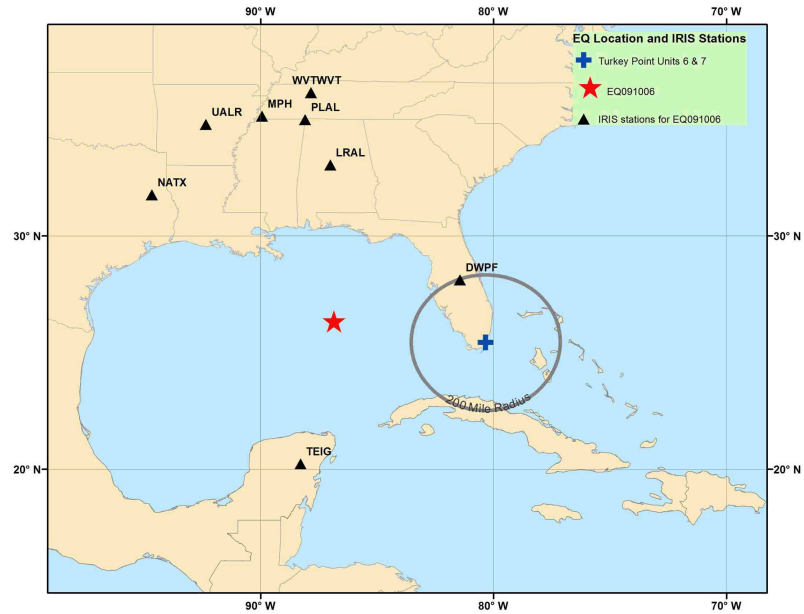 90° W
80° W
70° W
EQ Location and IRIS Stations
Turkey Point Units 6 & 7
EQ091006
IRIS stations for EQ091006
WVTWVT
MPH
PLAL
UALR
LRAL
NATX
30° N
30° N
DWPF
200 Mile Radius
TEIG
20° N
20° N
90° W
80° W
70° W